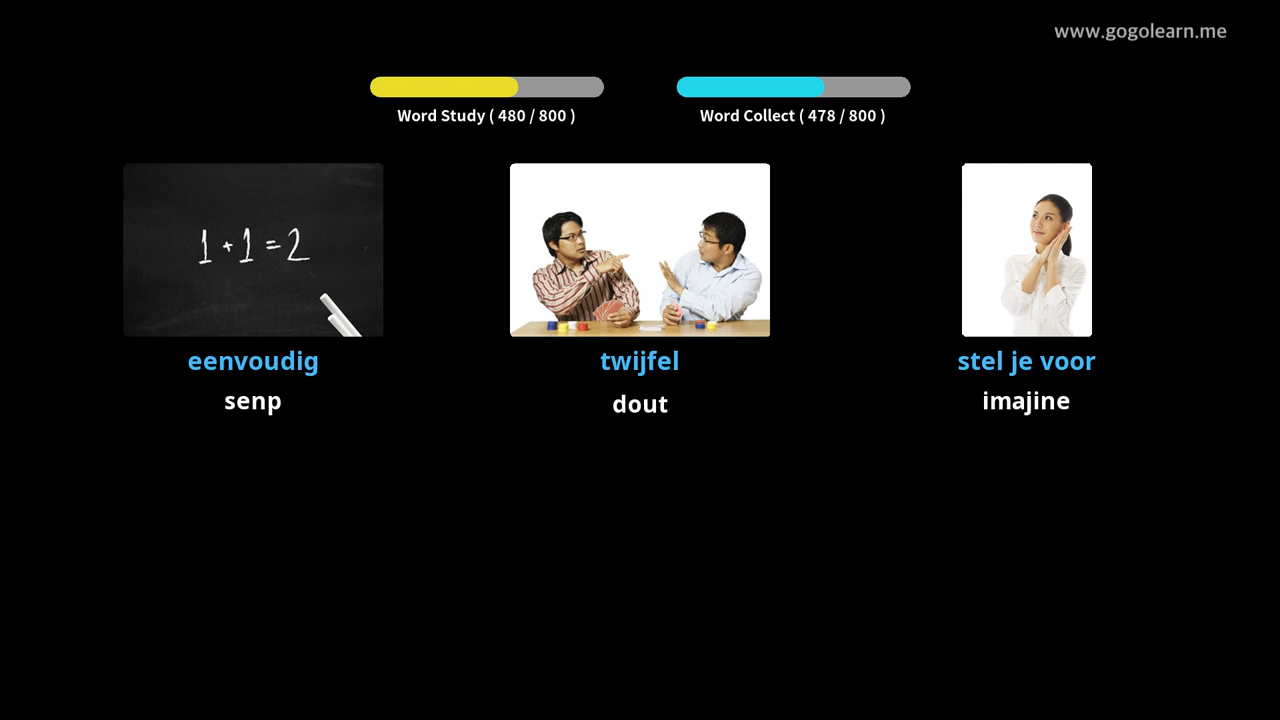 www.gogolearn.me
Word Study ( 480 / 800 )
Word Collect ( 478 / 800 )
1 + 1 = 2
eenvoudig
twijfel
stel je voor
senp
dout
imajine